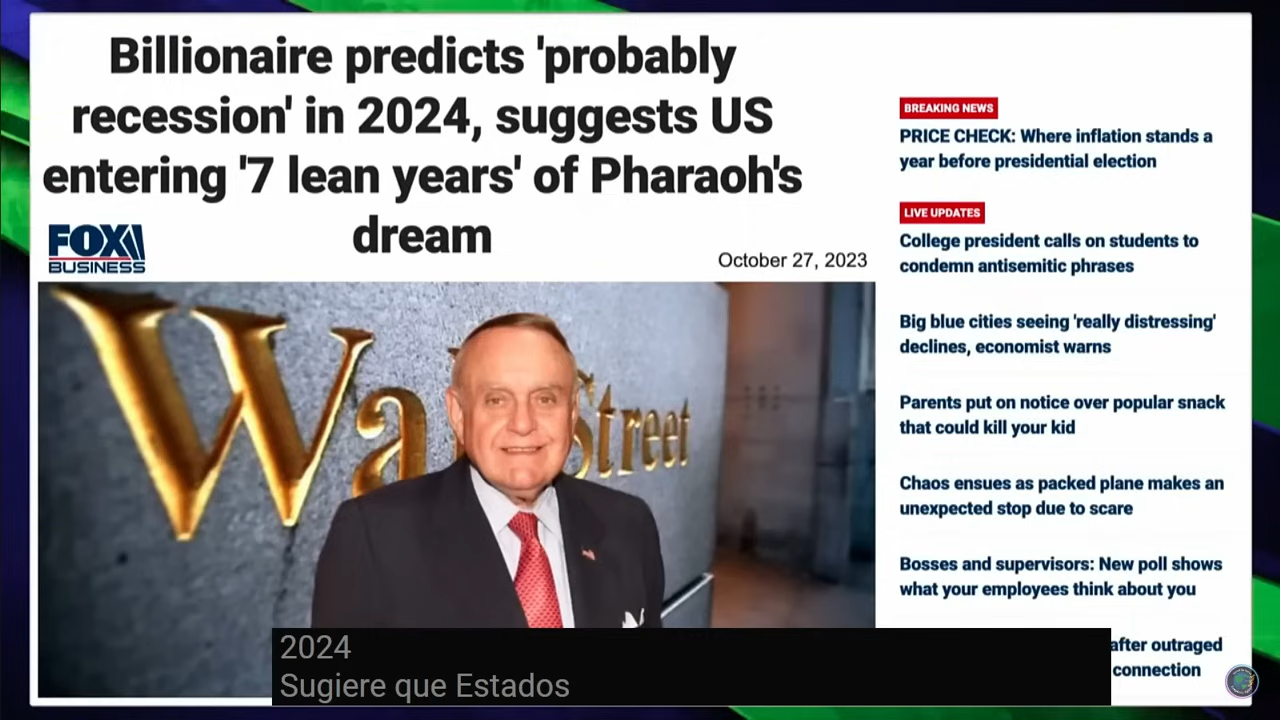 Billionaire predicts 'probably
recession' in 2024, suggests US
entering '7 lean years' of Pharaoh's
dream
FOX
BUSINESS
October 27, 2023
Wall Street
BREAKING NEWS
PRICE CHECK: Where inflation stands a
year before presidential election
LIVE UPDATES
College president calls on students to
condemn antisemitic phrases
Big blue cities seeing 'really distressing'
declines, economist warns
Parents put on notice over popular snack
that could kill your kid
Chaos ensues as packed plane makes an
unexpected stop due to scare
Bosses and supervisors: New poll shows
what your employees think about you
after outraged
connection
2024
Sugiere que Estados